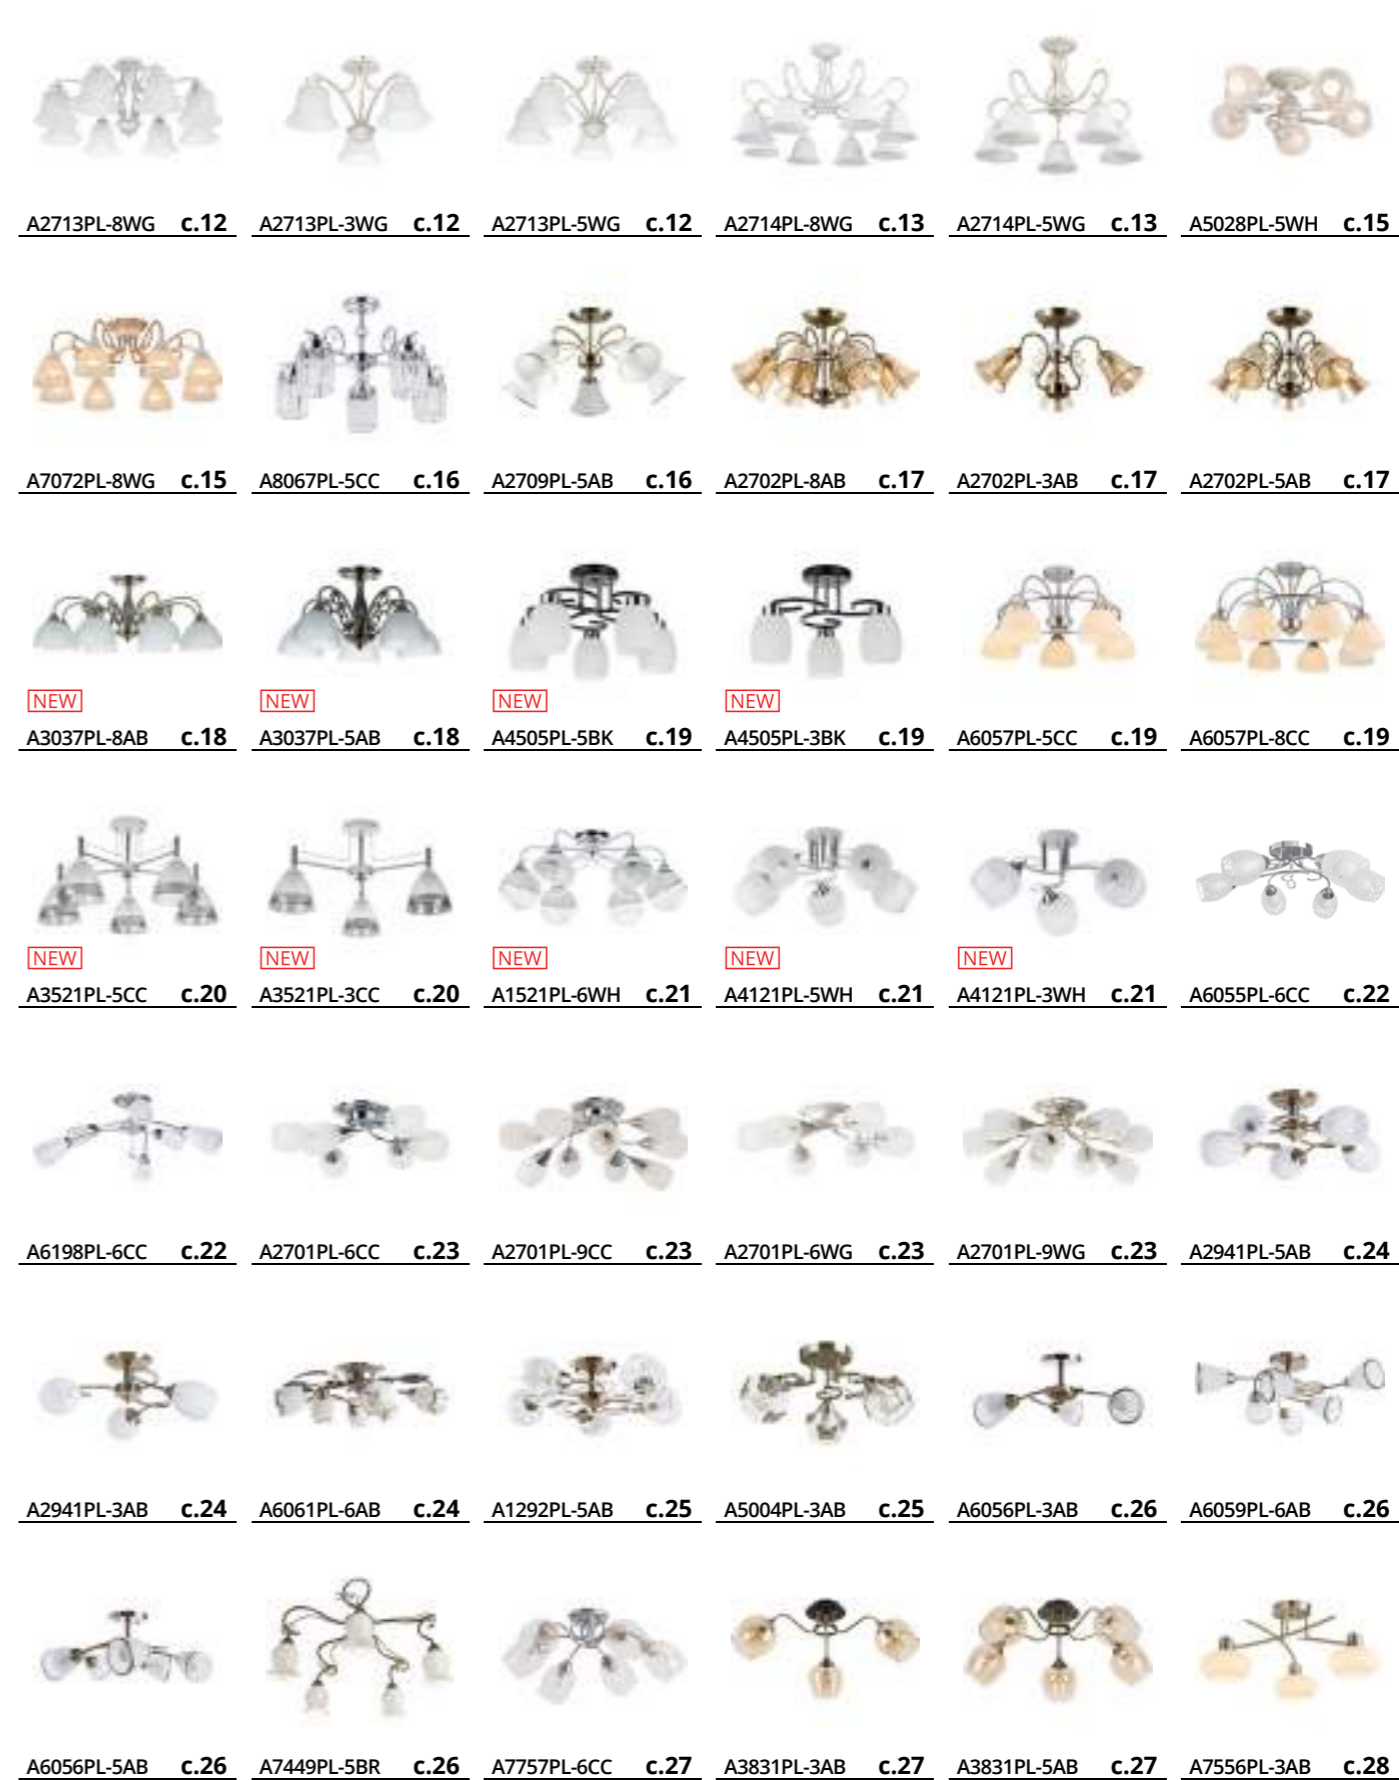 A2713PL-8WG с.12 A2713PL-3WG с.12 A2713PL-5WG с.12 A2714PL-8WG с.13 A2714PL-5WG с.13 A5028PL-5WH с.15
A7072PL-8WG с.15 A8067PL-5CC с.16 A2709PL-5AB с.16 A2702PL-8AB с.17 A2702PL-3AB с.17 A2702PL-5AB с.17
NEW NEW NEW NEW
A3037PL-8AB с.18 A3037PL-5AB с.18 A4505PL-5BK с.19 A4505PL-3BK с.19 A6057PL-5CC с.19 A6057PL-8CC с.19
NEW NEW NEW NEW NEW
A3521PL-5CC с.20 A3521PL-3CC с.20 A1521PL-6WH с.21 A4121PL-5WH с.21 A4121PL-3WH с.21 A6055PL-6CC с.22
A6198PL-6CC с.22 A2701PL-6CC с.23 A2701PL-9CC с.23 A2701PL-6WG с.23 A2701PL-9WG с.23 A2941PL-5AB с.24
A2941PL-3AB с.24 A6061PL-6AB с.24 A1292PL-5AB с.25 A5004PL-3AB с.25 A6056PL-3AB с.26 A6059PL-6AB с.26
A6056PL-5AB с.26 A7449PL-5BR с.26 A7757PL-6CC с.27 A3831PL-3AB с.27 A3831PL-5AB с.27 A7556PL-3AB с.28